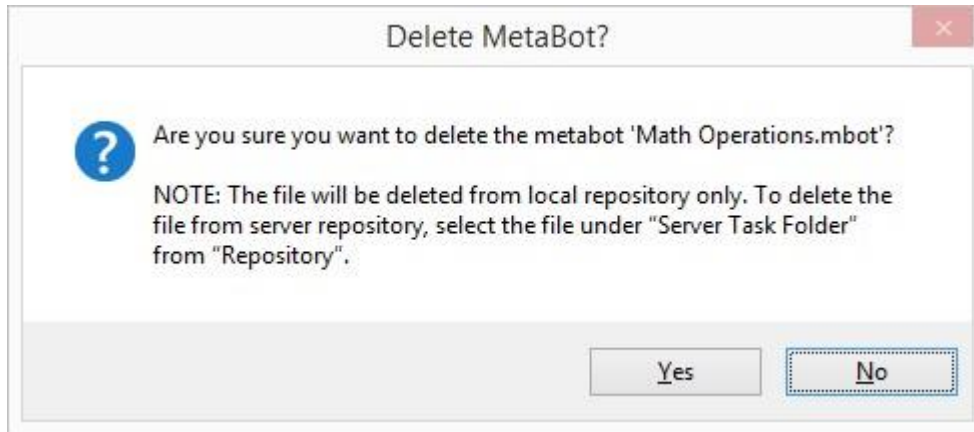 Delete MetaBot?
Are you sure you want to delete the metabot 'Math Operations.mbot'?
NOTE: The file will be deleted from local repository only. To delete the
file from server repository, select the file under “Server Task Folder”
from “Repository”.
Yes
No